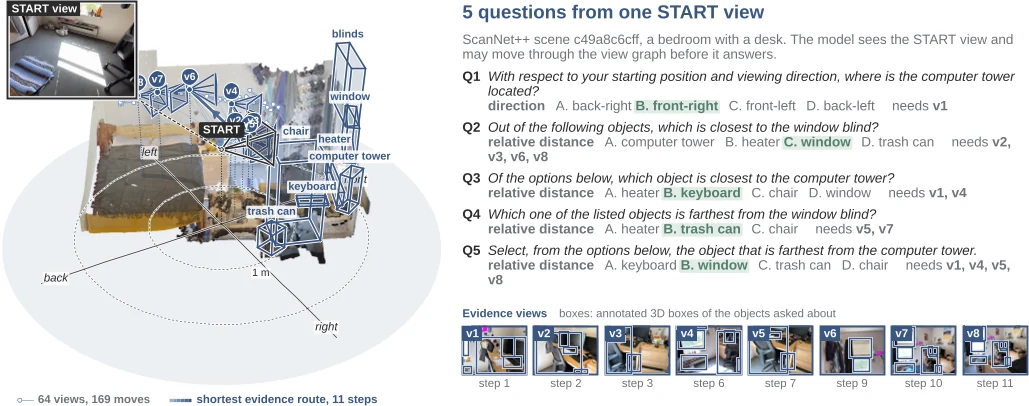 START view
blinds
8
v7
v6
v4
window
START
chair
heater
left
computer tower
keyboard
trash can
1 m
back
right
64 views, 169 moves
shortest evidence route, 11 steps
5 questions from one START view
ScanNet++ scene c49a8c6cff, a bedroom with a desk. The model sees the START view and
may move through the view graph before it answers.
Q1 With respect to your starting position and viewing direction, where is the computer tower
located?
direction A. back-right B. front-right C. front-left D. back-left needs v1
Q2 Out of the following objects, which is closest to the window blind?
relative distance A. computer tower B. heater C. window D. trash can needs v2,
v3, v6, v8
Q3 Of the options below, which object is closest to the computer tower?
relative distance A. heater B. keyboard C. chair D. window needs v1, v4
Q4 Which one of the listed objects is farthest from the window blind?
relative distance A. heater B. trash can C. chair needs v5, v7
Q5 Select, from the options below, the object that is farthest from the computer tower.
relative distance A. keyboard B. window C. trash can D. chair needs v1, v4, v5,
v8
Evidence views boxes: annotated 3D boxes of the objects asked about
v1 v2 v3 v4 v5 v6 v7 v8
step 1 step 2 step 3 step 6 step 7 step 9 step 10 step 11